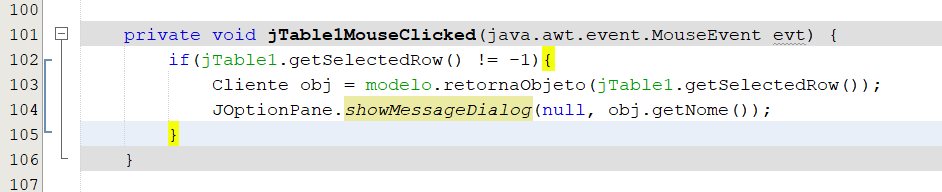 100
101 private void jTable1MouseClicked(java.awt.event.MouseEvent evt) {
102 if(jTable1.getSelectedRow() != -1){
103 Cliente obj = modelo.retornaObjeto(jTable1.getSelectedRow());
104 JOptionPane.showMessageDialog(null, obj.getNome());
105 }
106 }
107